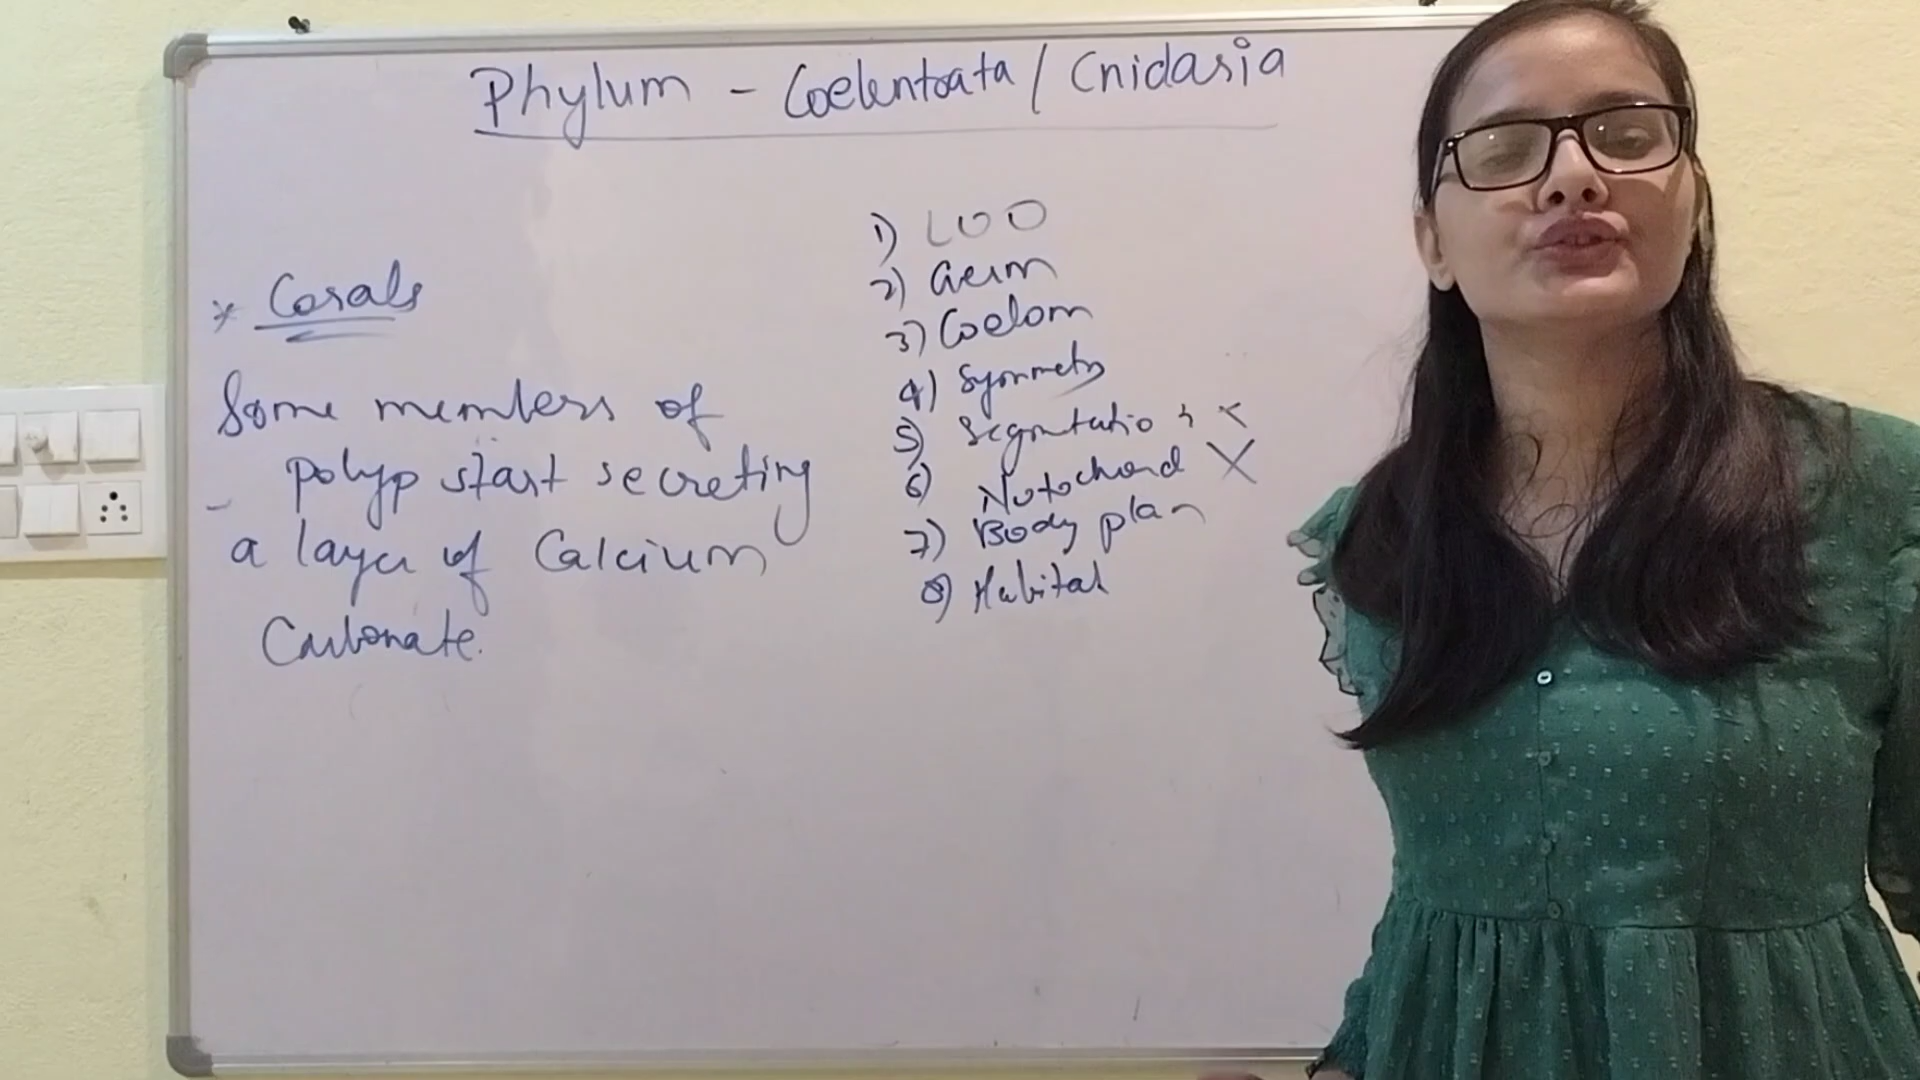 Phylum - Coelentrata / Cnidaria
* Corals
Some members of
polyp start secreting
a layer of Calcium
Carbonate.
1) LOO
2) Germ
3) Coelom
4) Symmetry
5) Segmtation ×
6) Notochord ×
7) Body plan
8) Habitat